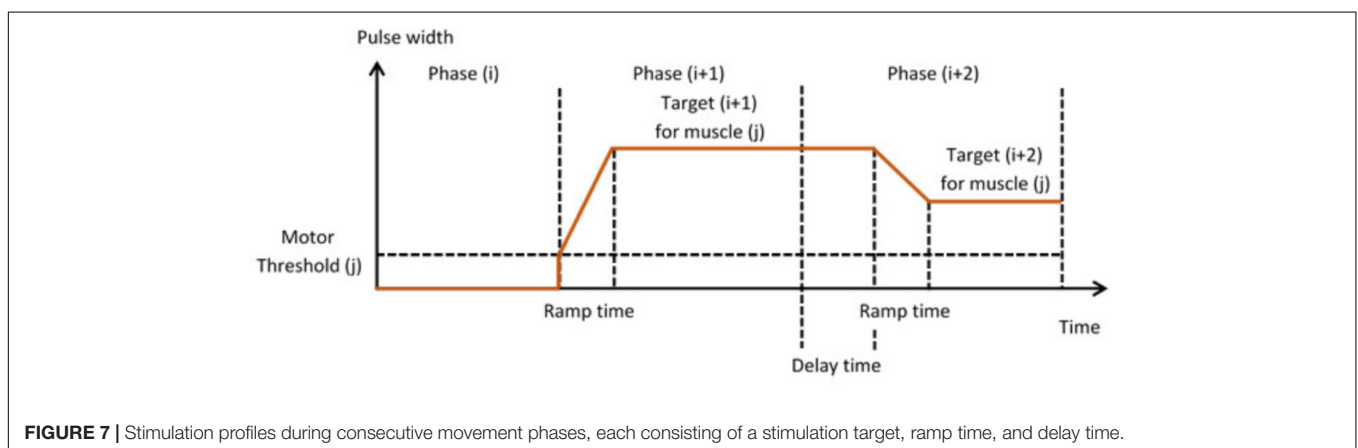 Pulse width
Phase (i)
Phase (i+1)
Phase (i+2)
Target (i+1)
for muscle (j)
Target (i+2)
for muscle (j)
Motor
Threshold (j)
Ramp time
Ramp time
Time
Delay time
FIGURE 7 | Stimulation profiles during consecutive movement phases, each consisting of a stimulation target, ramp time, and delay time.